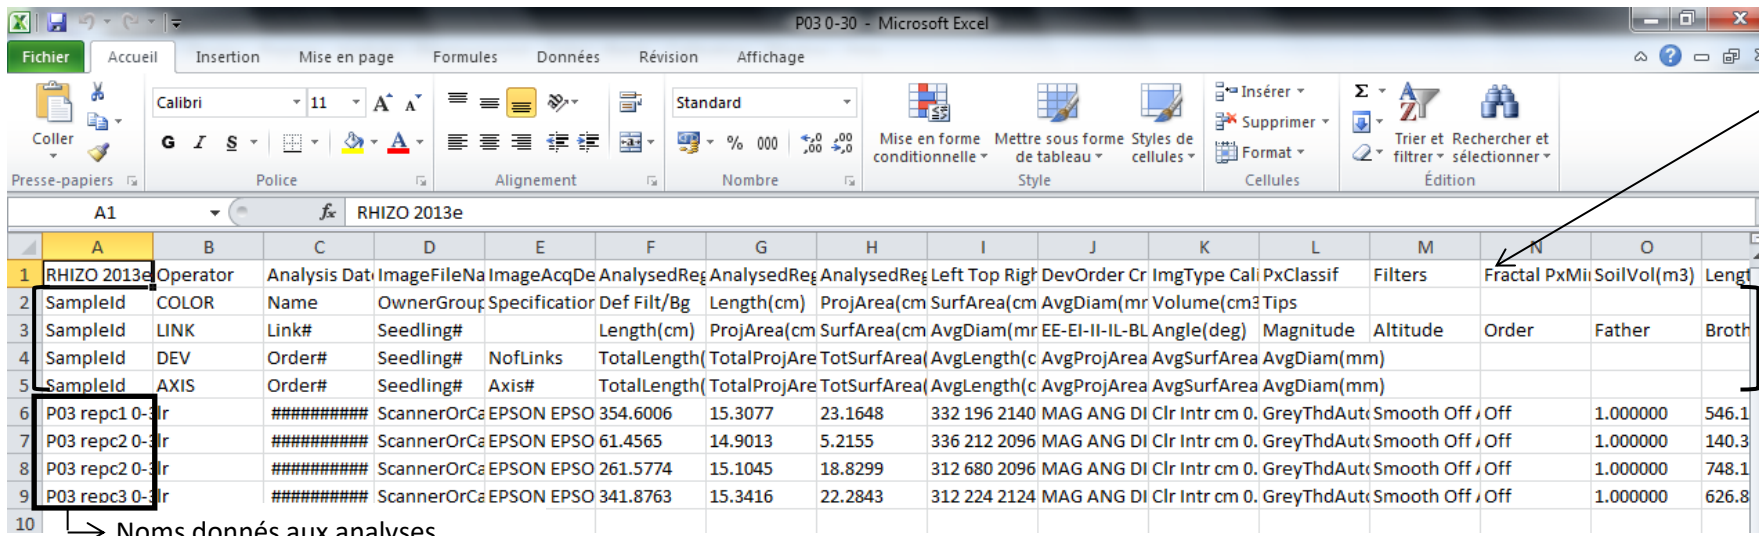 P03 0-30 - Microsoft Excel
Fichier Accueil Insertion Mise en page Formules Données Révision Affichage
Coller
Calibri 11 A A
Standard
G I S
% 000
Mise en forme conditionnelle
Mettre sous forme de tableau
Styles de cellules
Insérer
Supprimer
Format
Trier et filtrer
Rechercher et sélectionner
Presse-papiers Police Alignement Nombre Style Cellules Édition
A1 fx RHIZO 2013e
A B C D E F G H I J K L M N O
1 RHIZO 2013e Operator Analysis Dat ImageFileNa ImageAcqDe AnalysedReg AnalysedReg AnalysedReg Left Top Righ DevOrder Cr ImgType Cali PxClassif Filters Fractal PxMin SoilVol(m3) Lengt
2 SampleId COLOR Name OwnerGroup Specification Def Filt/Bg Length(cm) ProjArea(cm SurfArea(cm AvgDiam(mr Volume(cm3 Tips
3 SampleId LINK Link# Seedling# Length(cm) ProjArea(cm SurfArea(cm AvgDiam(mr EE-EI-II-IL-BL Angle(deg) Magnitude Altitude Order Father Broth
4 SampleId DEV Order# Seedling# NofLinks TotalLength( TotalProjAre TotSurfArea( AvgLength(c AvgProjArea AvgSurfArea AvgDiam(mm)
5 SampleId AXIS Order# Seedling# Axis# TotalLength( TotalProjAre TotSurfArea( AvgLength(c AvgProjArea AvgSurfArea AvgDiam(mm)
6 P03 repc1 0-3 lr ########## ScannerOrCa EPSON EPSO 354.6006 15.3077 23.1648 332 196 2140 MAG ANG DI Clr Intr cm 0. GreyThdAut Smooth Off / Off 1.000000 546.1
7 P03 repc2 0-3 lr ########## ScannerOrCa EPSON EPSO 61.4565 14.9013 5.2155 336 212 2096 MAG ANG DI Clr Intr cm 0. GreyThdAut Smooth Off / Off 1.000000 140.3
8 P03 repc2 0-3 lr ########## ScannerOrCa EPSON EPSO 261.5774 15.1045 18.8299 312 680 2096 MAG ANG DI Clr Intr cm 0. GreyThdAut Smooth Off / Off 1.000000 748.1
9 P03 repc3 0-3 lr ########## ScannerOrCa EPSON EPSO 341.8763 15.3416 22.2843 312 224 2124 MAG ANG DI Clr Intr cm 0. GreyThdAut Smooth Off / Off 1.000000 626.8
10
Noms donnés aux analyses